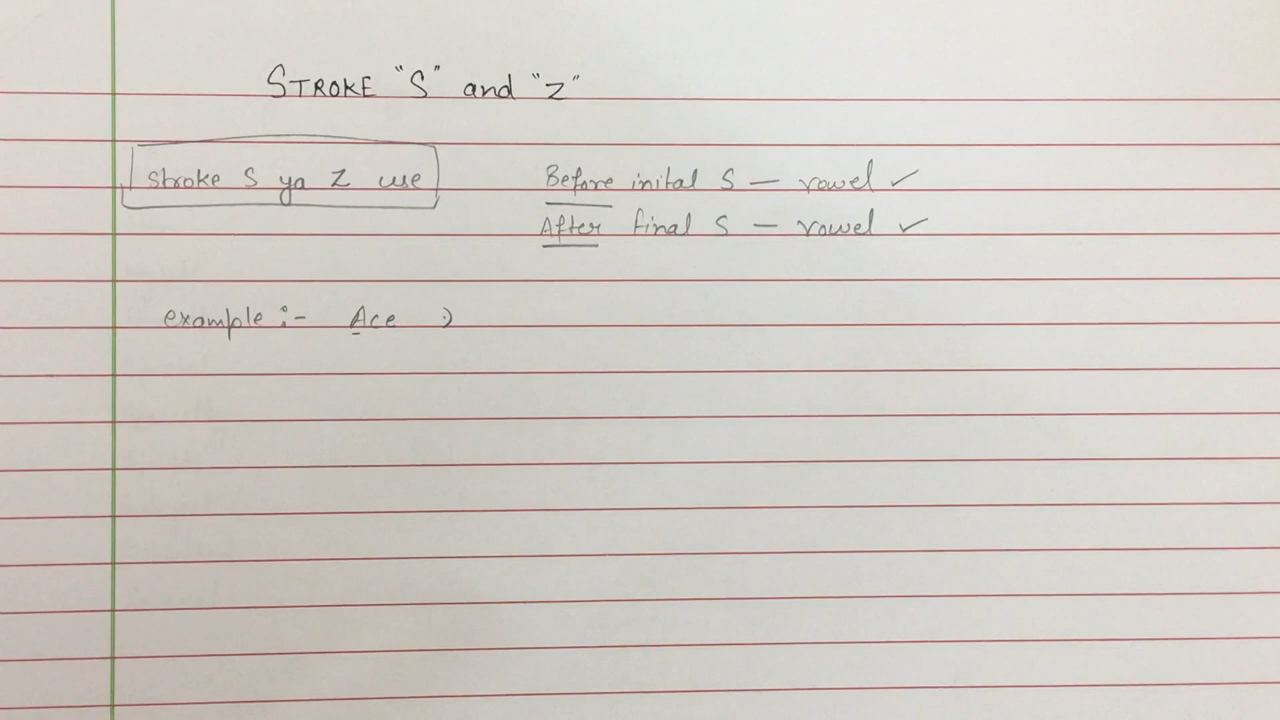 STROKE "S" and "Z"
stroke S ya Z use
Before inital S — vowel ✓
After final S — vowel ✓
example :- Ace